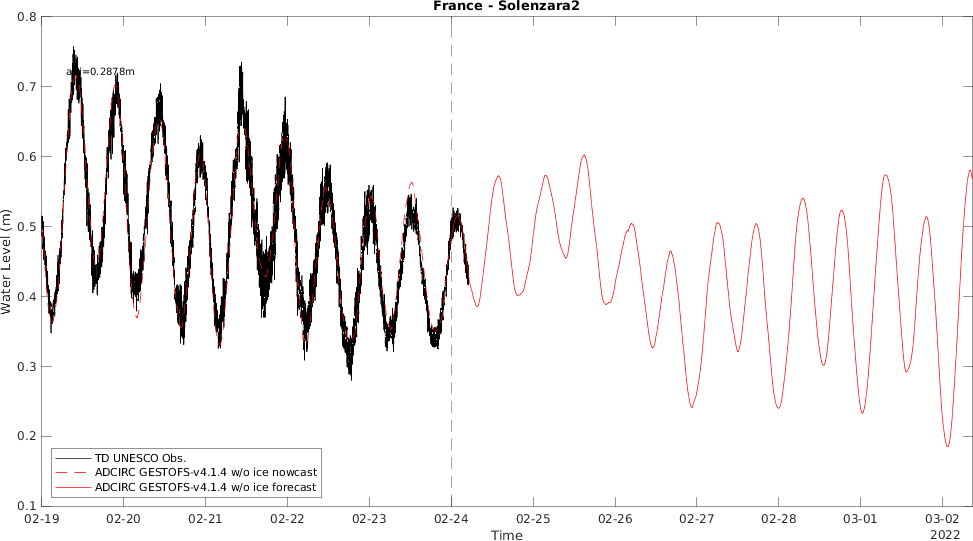 France - Solenzara2
0.8
0.7
0.6
0.5
0.4
0.3
0.2
0.1
Water Level (m)
TD UNESCO Obs.
ADCIRC GESTOFS-v4.1.4 w/o ice nowcast
ADCIRC GESTOFS-v4.1.4 w/o ice forecast
02-19 02-20 02-21 02-22 02-23 02-24 02-25 02-26 02-27 02-28 03-01 03-02
2022
Time